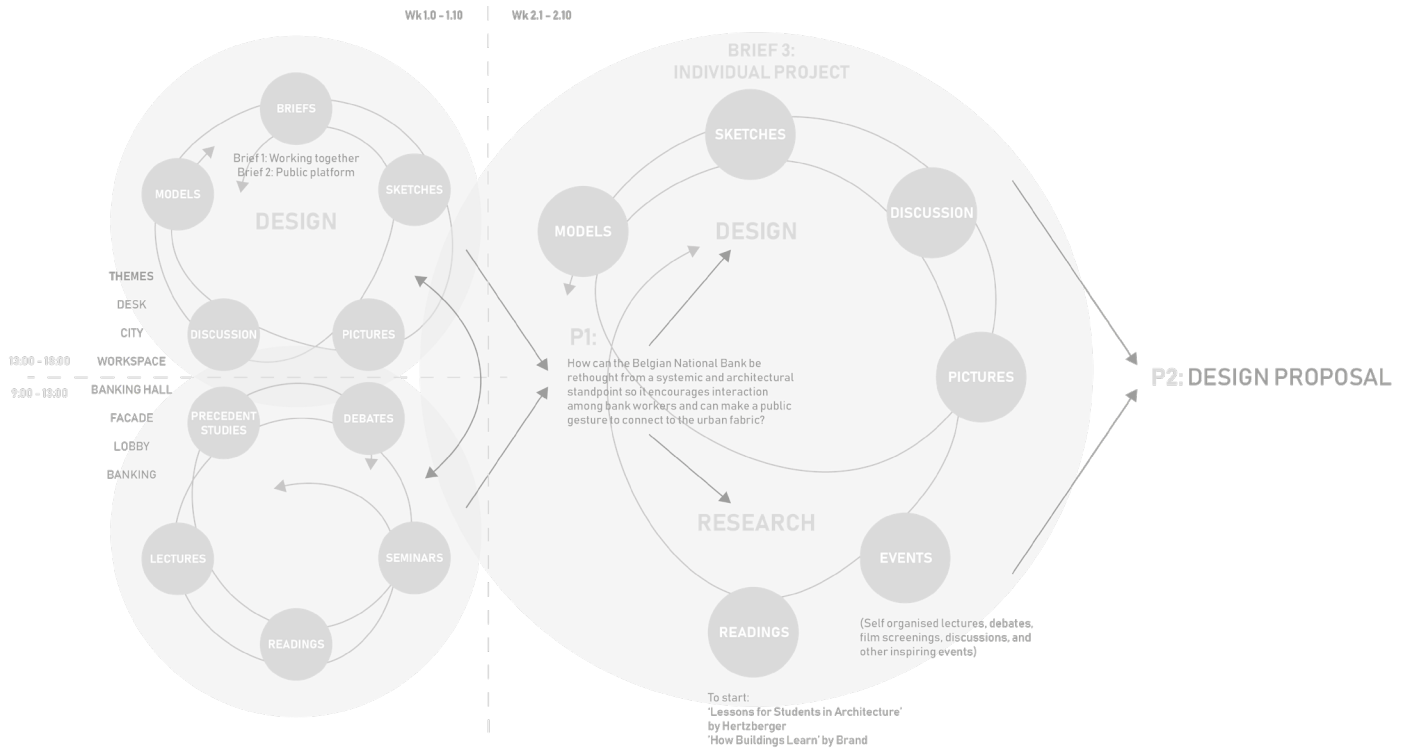 Wk 1.0 - 1.10
Wk 2.1 - 2.10
BRIEFS
Brief 1: Working together
Brief 2: Public platform
MODELS
SKETCHES
DESIGN
DISCUSSION
PICTURES
THEMES
DESK
CITY
WORKSPACE
BANKING HALL
FACADE
LOBBY
BANKING
9:00 - 13:00
PRECEDENT
STUDIES
DEBATES
LECTURES
SEMINARS
READINGS
BRIEF 3:
INDIVIDUAL PROJECT
SKETCHES
MODELS
DISCUSSION
DESIGN
P1:
How can the Belgian National Bank be
rethought from a systemic and architectural
standpoint so it encourages interaction
among bank workers and can make a public
gesture to connect to the urban fabric?
PICTURES
RESEARCH
EVENTS
(Self organised lectures, debates,
film screenings, discussions, and
other inspiring events)
READINGS
To start:
'Lessons for Students in Architecture'
by Hertzberger
'How Buildings Learn' by Brand
P2: DESIGN PROPOSAL